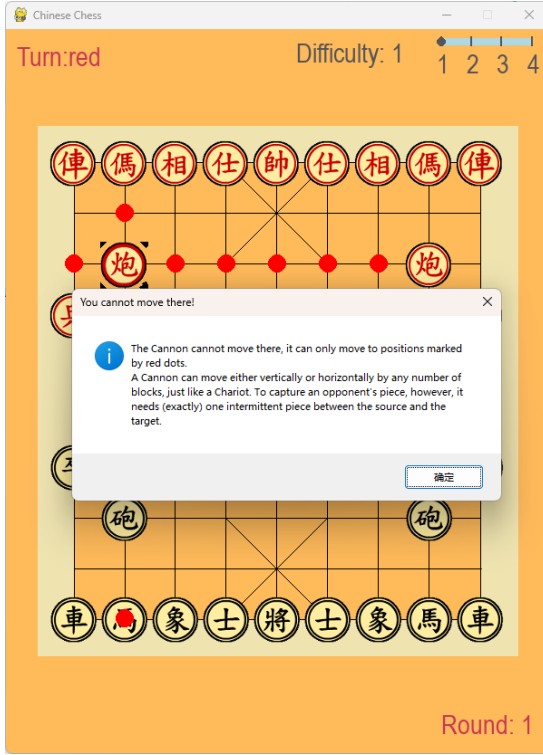 Chinese Chess
Turn:red
Difficulty: 1
1 2 3 4
俥 傌 相 仕 帥 仕 相 傌 俥
炮 炮
You cannot move there!
The Cannon cannot move there, it can only move to positions marked
by red dots.
A Cannon can move either vertically or horizontally by any number of
blocks, just like a Chariot. To capture an opponent's piece, however, it
needs (exactly) one intermittent piece between the source and the
target.
确定
砲 砲
車 馬 象 士 將 士 象 馬 車
Round: 1